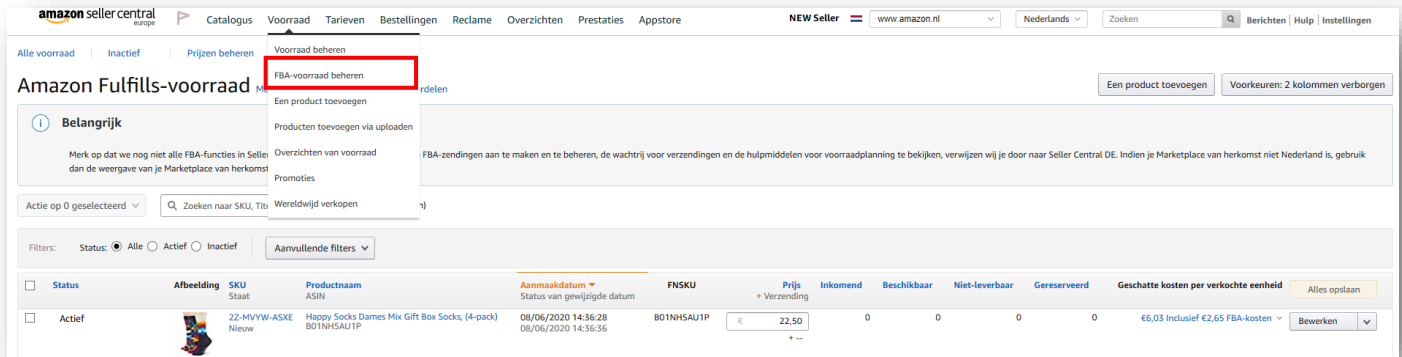 amazon seller central
europe
Catalogus Voorraad Tarieven Bestellingen Reclame Overzichten Prestaties Appstore
NEW Seller www.amazon.nl Nederlands Zoeken Berichten | Hulp | Instellingen
Alle voorraad Inactief Prijzen beheren
Voorraad beheren
FBA-voorraad beheren
Een product toevoegen
Producten toevoegen via uploaden
Overzichten van voorraad
Promoties
Wereldwijd verkopen
Amazon Fulfills-voorraad
Een product toevoegen Voorkeuren: 2 kolommen verborgen
Belangrijk
Merk op dat we nog niet alle FBA-functies in FBA-zendingen aan te maken en te beheren, de wachtrij voor verzendingen en de hulpmiddelen voor voorraadplanning te bekijken, verwijzen wij je door naar Seller Central DE. Indien je Marketplace van herkomst niet Nederland is, gebruik
dan de weergave van je Marketplace van
Actie op 0 geselecteerd Zoeken naar SKU,
Filters: Status: Alle Actief Inactief Aanvullende filters
Status Afbeelding SKU Productnaam Aanmaakdatum FNSKU Prijs Inkomend Beschikbaar Niet-leverbaar Gereserveerd Geschatte kosten per verkochte eenheid Alles opslaan
Staat ASIN Status van gewijzigde datum + Verzending
Actief 2Z-MVYW-ASXE Happy Socks Dames Mix Gift Box Socks, (4-pack) 08/06/2020 14:36:28 B01NH5AU1P € 22,50 0 0 0 0 €6,03 Inclusief €2,65 FBA-kosten Bewerken
Nieuw B01NH5AU1P 08/06/2020 14:36:36
+ --